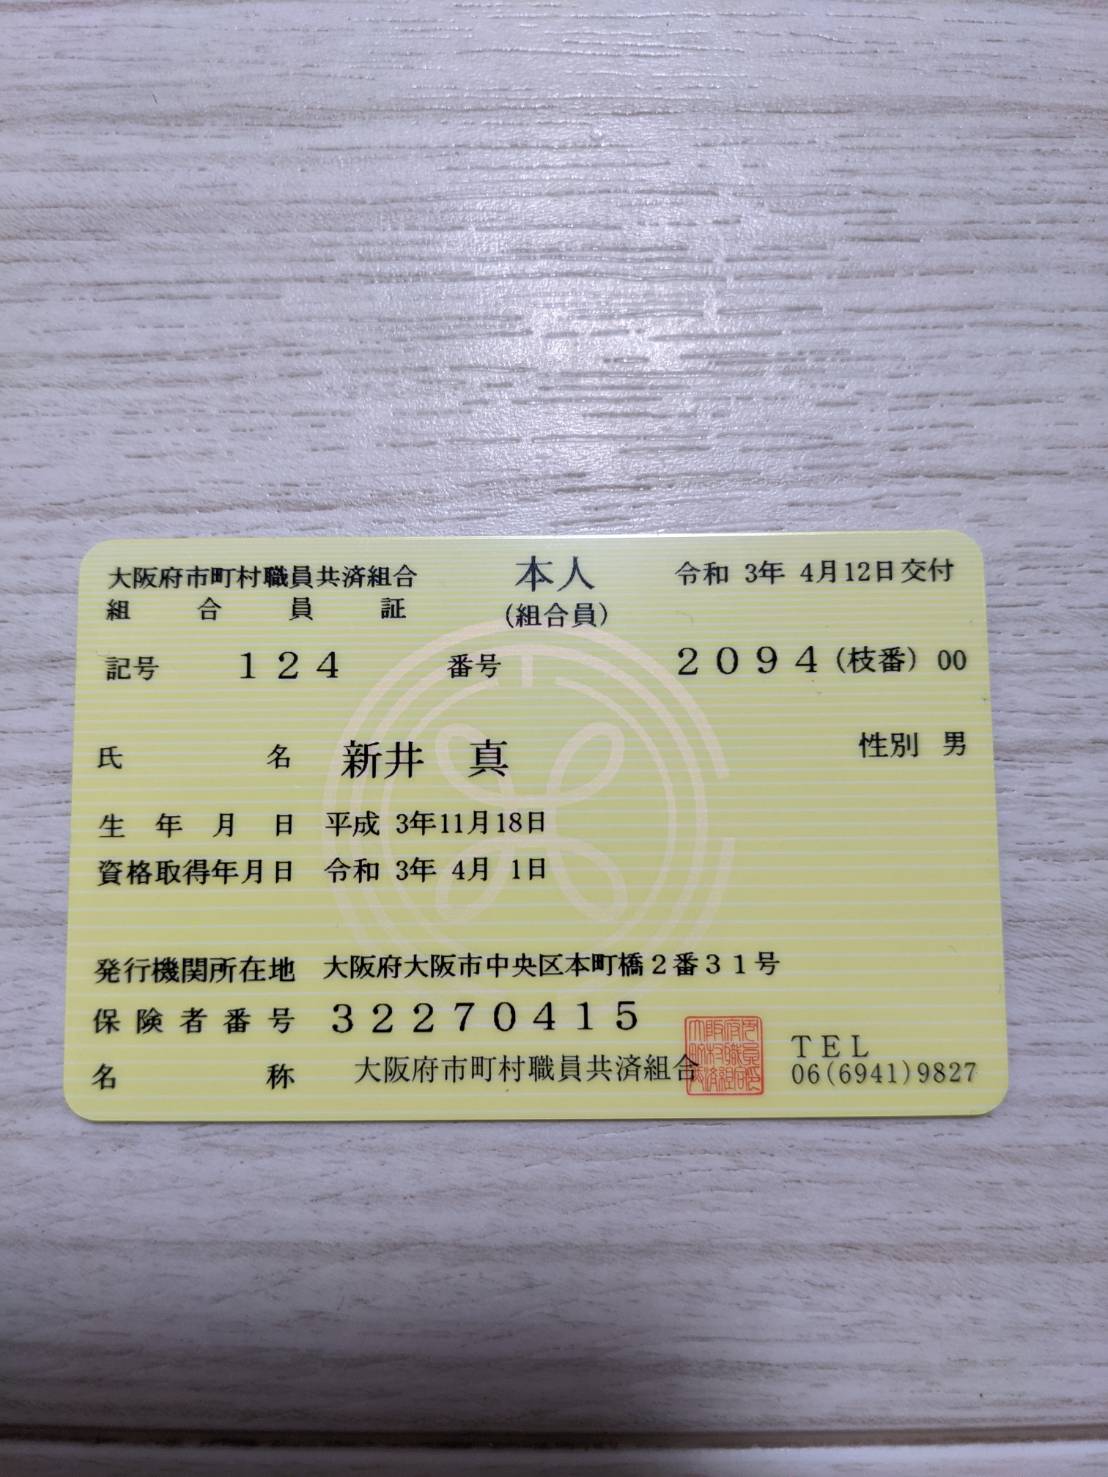 大阪府市町村職員共済組合 本人 令和 3年 4月12日交付
組合員証 (組合員)
記号 124 番号 2094 (枝番) 00
氏名 新井 真 性別 男
生年月日 平成 3年11月18日
資格取得年月日 令和 3年 4月 1日
発行機関所在地 大阪府大阪市中央区本町橋2番31号
保険者番号 32270415
名称 大阪府市町村職員共済組合 TEL
06(6941)9827